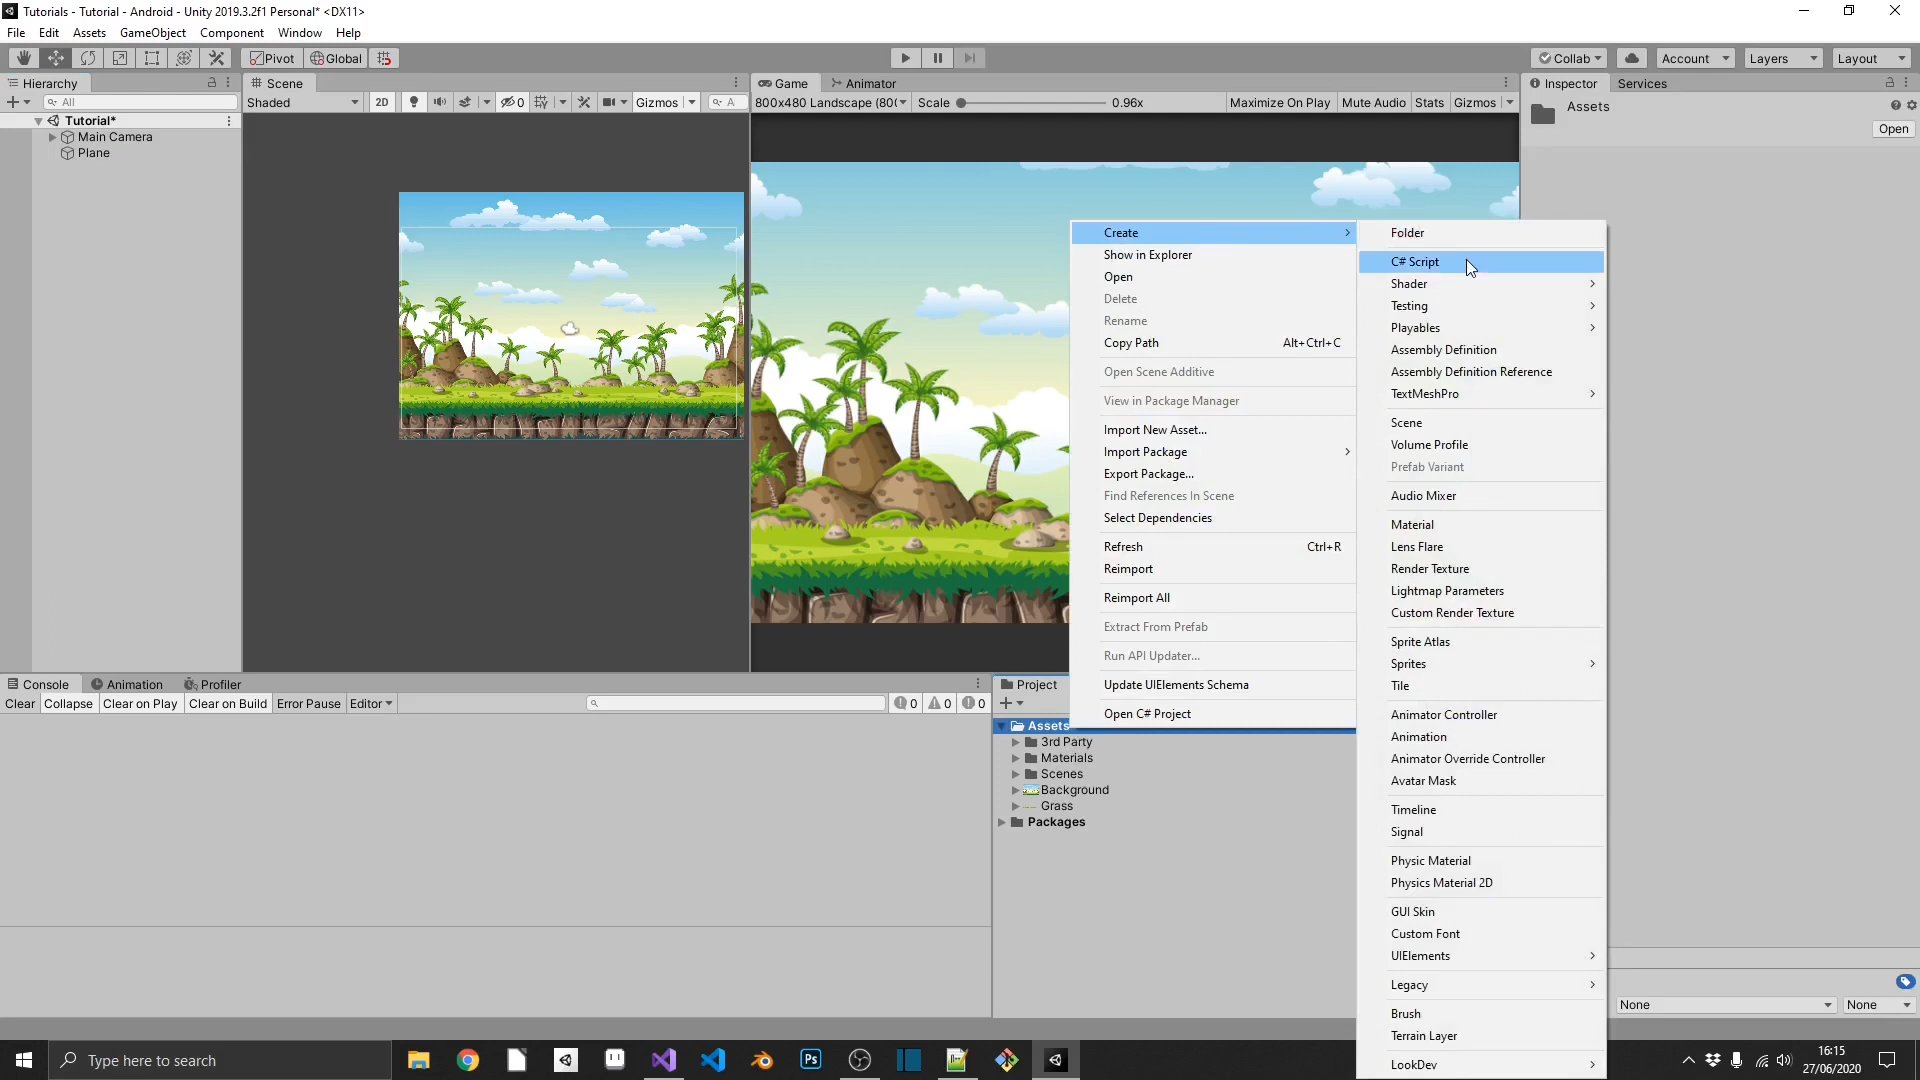 Tutorials - Tutorial - Android - Unity 2019.3.2f1 Personal* <DX11>
File Edit Assets GameObject Component Window Help
Pivot Global Collab Account Layers Layout
Hierarchy Scene Game Animator Inspector Services
All Shaded 2D 0 Gizmos A 800x480 Landscape (80( Scale 0.96x Maximize On Play Mute Audio Stats Gizmos Assets
Open
Tutorial*
Main Camera
Plane
Create
Show in Explorer
Open
Delete
Rename
Copy Path Alt+Ctrl+C
Open Scene Additive
View in Package Manager
Import New Asset...
Import Package
Export Package...
Find References In Scene
Select Dependencies
Refresh Ctrl+R
Reimport
Reimport All
Extract From Prefab
Run API Updater...
Update UIElements Schema
Open C# Project
Folder
C# Script
Shader
Testing
Playables
Assembly Definition
Assembly Definition Reference
TextMeshPro
Scene
Volume Profile
Prefab Variant
Audio Mixer
Material
Lens Flare
Render Texture
Lightmap Parameters
Custom Render Texture
Sprite Atlas
Sprites
Tile
Animator Controller
Animation
Animator Override Controller
Avatar Mask
Timeline
Signal
Physic Material
Physics Material 2D
GUI Skin
Custom Font
UIElements
Legacy
Brush
Terrain Layer
LookDev
Console Animation Profiler
Clear Collapse Clear on Play Clear on Build Error Pause Editor 0 0 0
Project
Assets
3rd Party
Materials
Scenes
Background
Grass
Packages
None None
Type here to search
Ps
16:15
27/06/2020